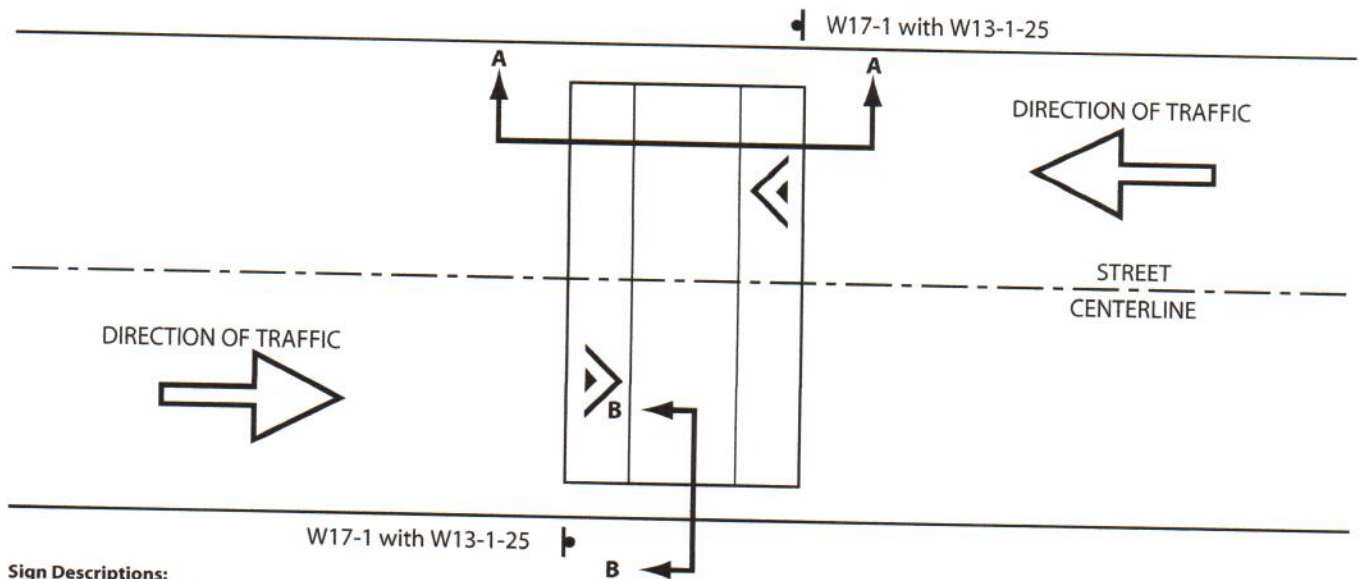 W17-1 with W13-1-25
A
A
DIRECTION OF TRAFFIC
STREET
CENTERLINE
DIRECTION OF TRAFFIC
B
W17-1 with W13-1-25
B
Sign Descriptions: